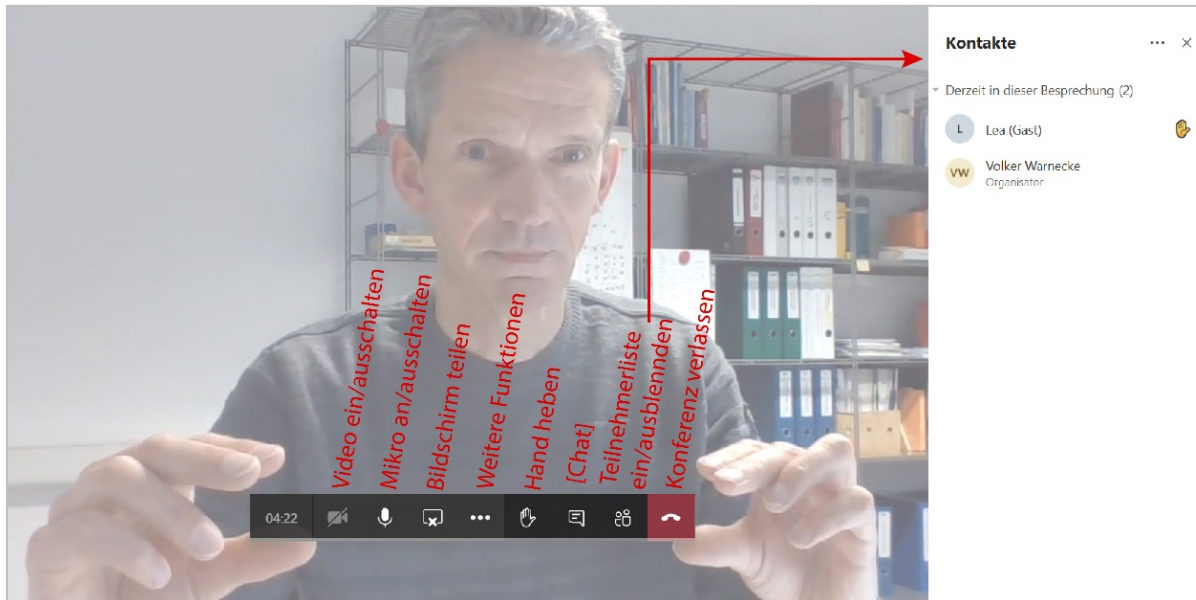 Kontakte
Derzeit in dieser Besprechung (2)
L
Lea (Gast)
VW
Volker Warnecke
Organisator
Video ein/ausschalten
Mikro an/ausschalten
Bildschirm teilen
Weitere Funktionen
Hand heben
[Chat]
Teilnehmerliste
ein/ausblennden
Konferenz verlassen
04:22